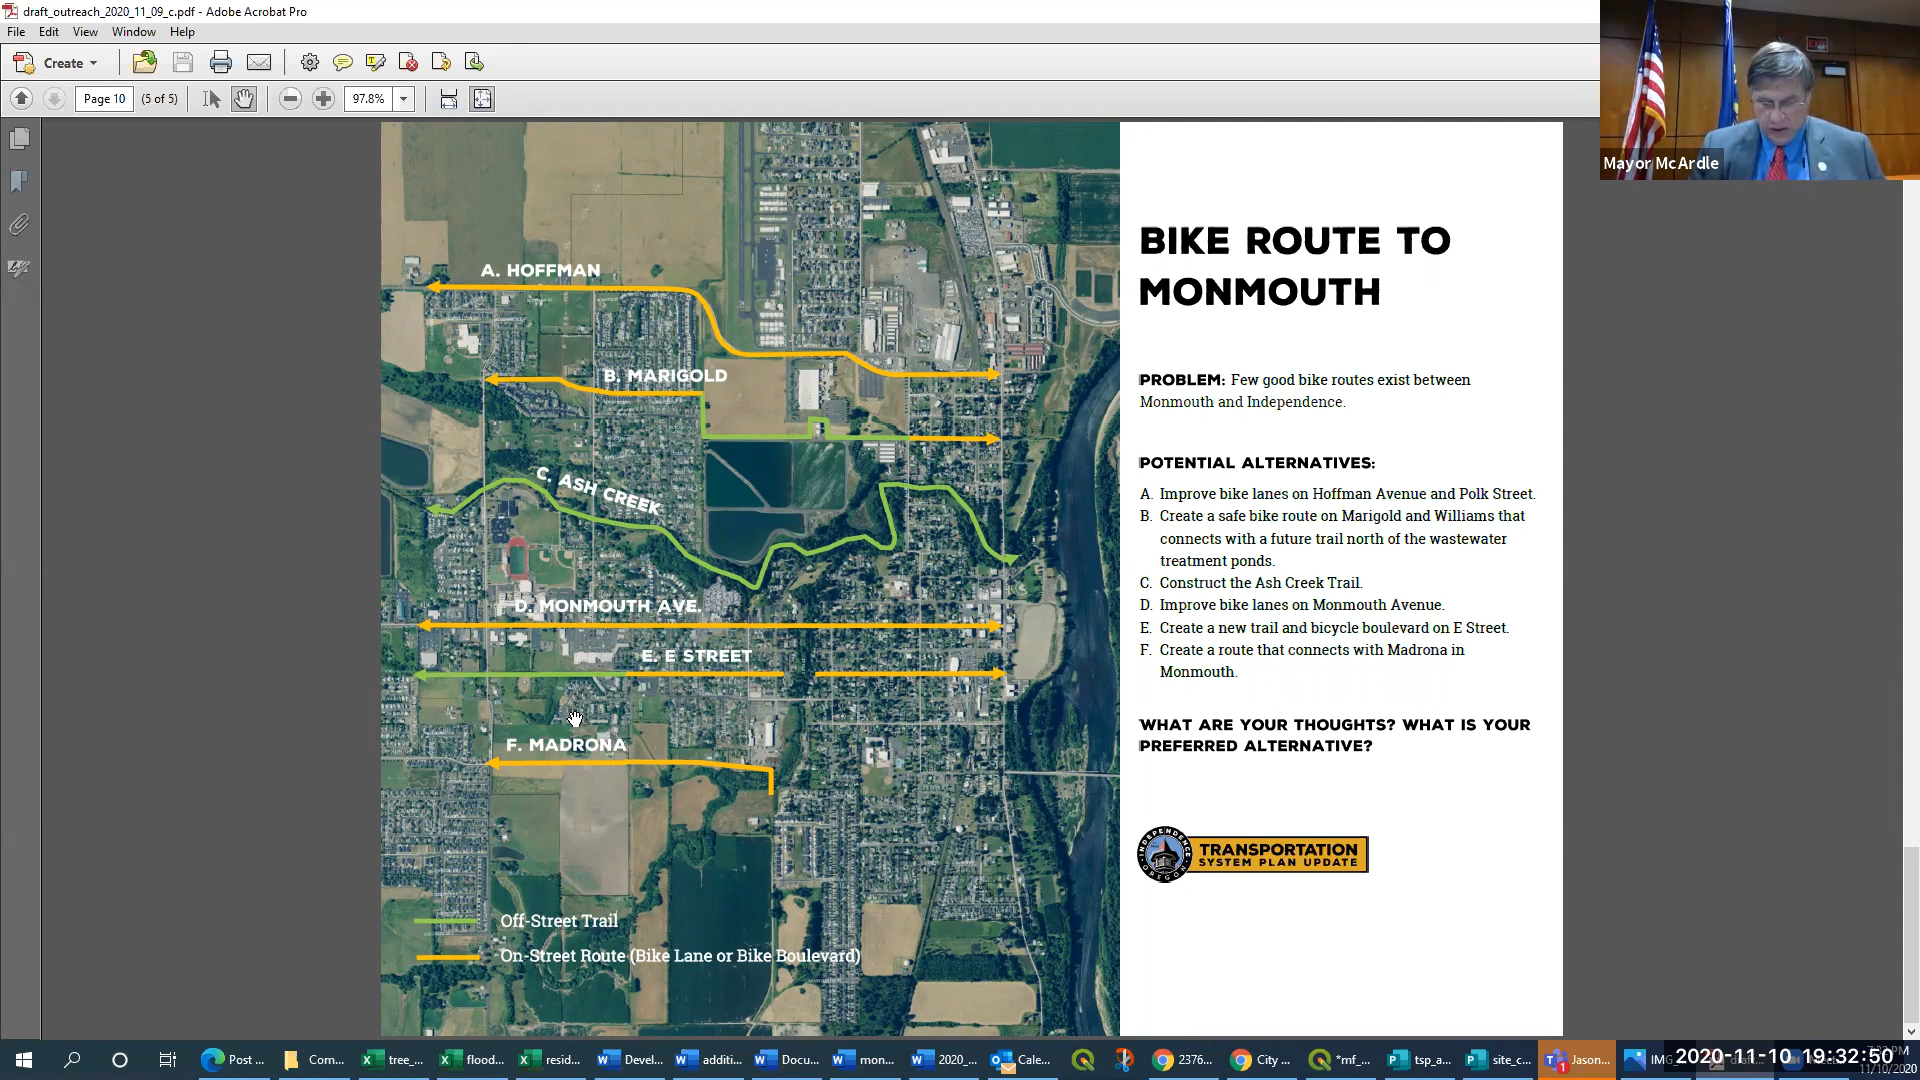 draft_outreach_2020_11_09_c.pdf - Adobe Acrobat Pro
File Edit View Window Help
Create
Page 10 (5 of 5) 97.8%
Mayor McArdle
A. HOFFMAN
B. MARIGOLD
C. ASH CREEK
D. MONMOUTH AVE.
E. E STREET
F. MADRONA
Off-Street Trail
On-Street Route (Bike Lane or Bike Boulevard)
BIKE ROUTE TO
MONMOUTH
PROBLEM: Few good bike routes exist between
Monmouth and Independence.
POTENTIAL ALTERNATIVES:
A. Improve bike lanes on Hoffman Avenue and Polk Street.
B. Create a safe bike route on Marigold and Williams that
connects with a future trail north of the wastewater
treatment ponds.
C. Construct the Ash Creek Trail.
D. Improve bike lanes on Monmouth Avenue.
E. Create a new trail and bicycle boulevard on E Street.
F. Create a route that connects with Madrona in
Monmouth.
WHAT ARE YOUR THOUGHTS? WHAT IS YOUR
PREFERRED ALTERNATIVE?
INDEPENDENCE OREGON
TRANSPORTATION
SYSTEM PLAN UPDATE
Post ... Com... tree_... flood... resid... Devel... additi... Docu... mon... 2020_... Cale... 2376... City ... *mf_... tsp_a... site_c... Jason... IMG
2020-11-10 19:32:50
11/10/2020